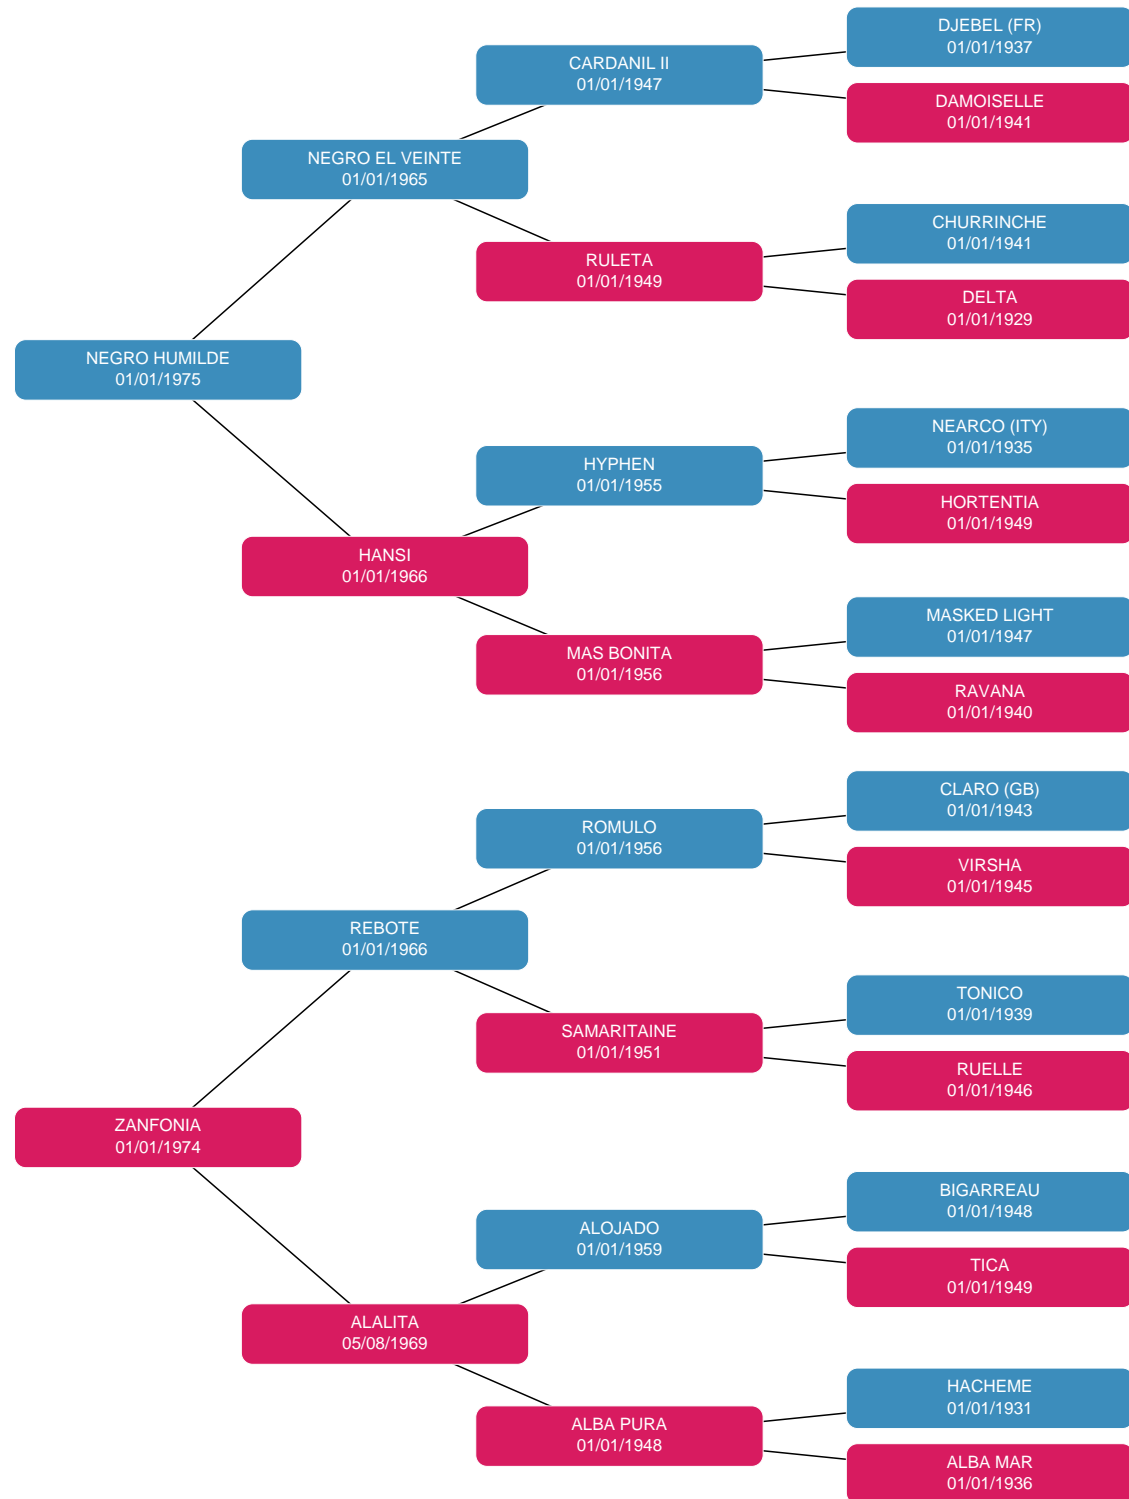 DJEBEL (FR)
01/01/1937
CARDANIL II
01/01/1947
DAMOISELLE
01/01/1941
NEGRO EL VEINTE
01/01/1965
CHURRINCHE
01/01/1941
RULETA
01/01/1949
DELTA
01/01/1929
NEGRO HUMILDE
01/01/1975
NEARCO (ITY)
01/01/1935
HYPHEN
01/01/1955
HORTENTIA
01/01/1949
HANSI
01/01/1966
MASKED LIGHT
01/01/1947
MAS BONITA
01/01/1956
RAVANA
01/01/1940
CLARO (GB)
01/01/1943
ROMULO
01/01/1956
VIRSHA
01/01/1945
REBOTE
01/01/1966
TONICO
01/01/1939
SAMARITAINE
01/01/1951
RUELLE
01/01/1946
ZANFONIA
01/01/1974
BIGARREAU
01/01/1948
ALOJADO
01/01/1959
TICA
01/01/1949
ALALITA
05/08/1969
HACHEME
01/01/1931
ALBA PURA
01/01/1948
ALBA MAR
01/01/1936